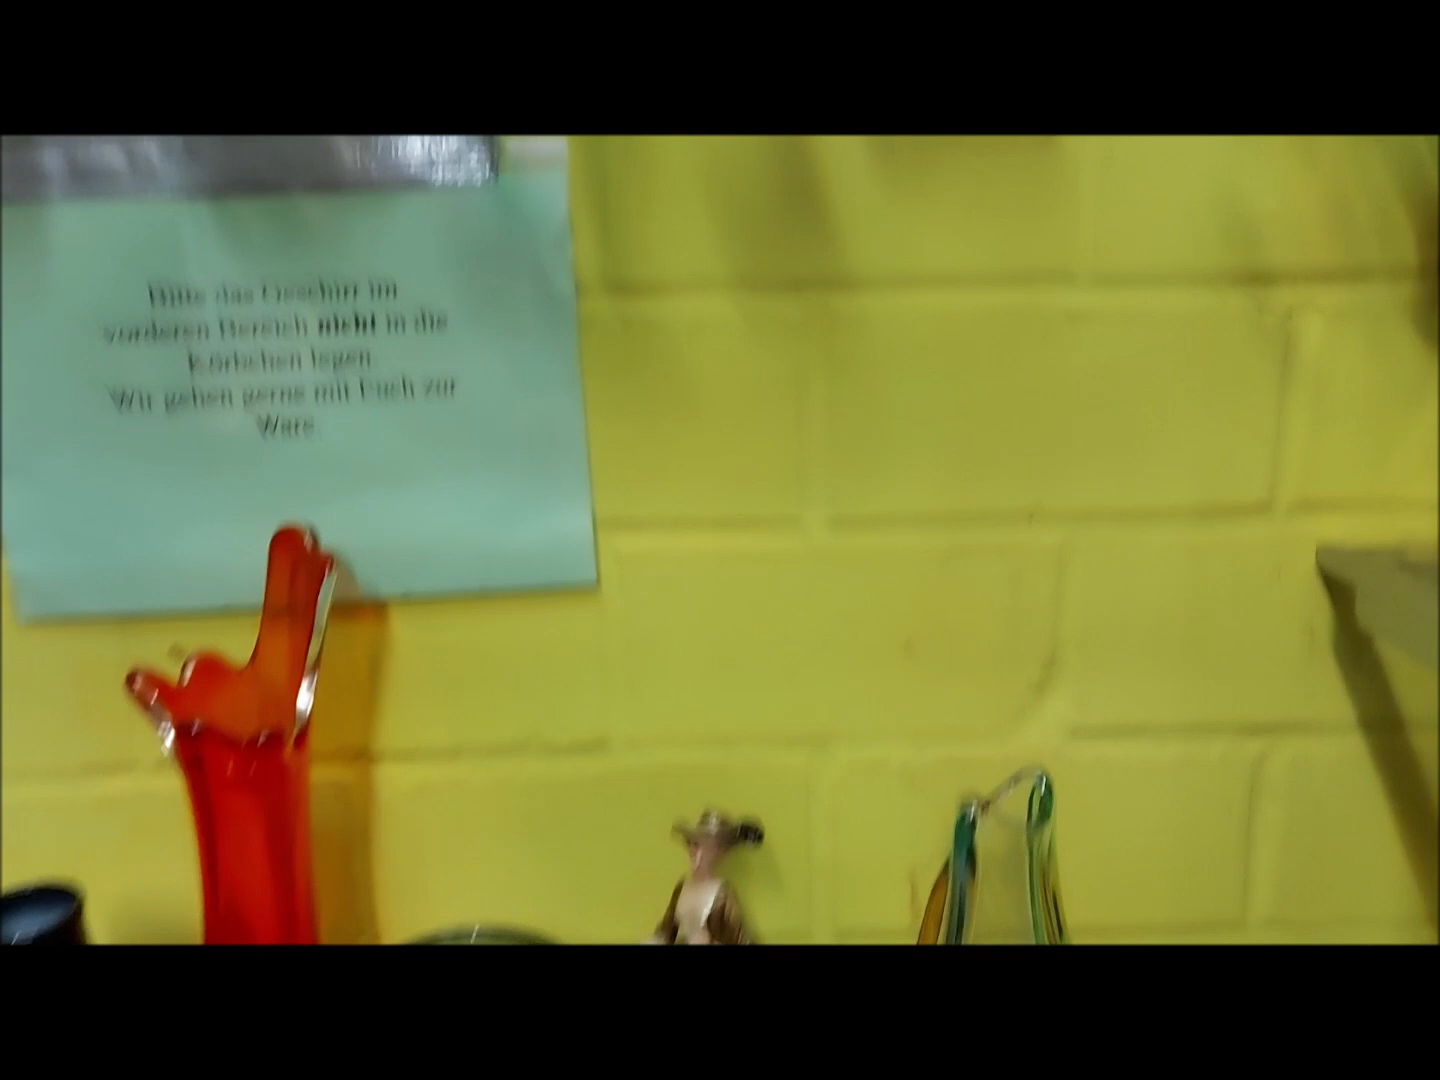 Bitte das Geschirr im
vorderen Bereich nicht in die
Körbchen legen
Wir gehen gerne mit Euch zur
Ware